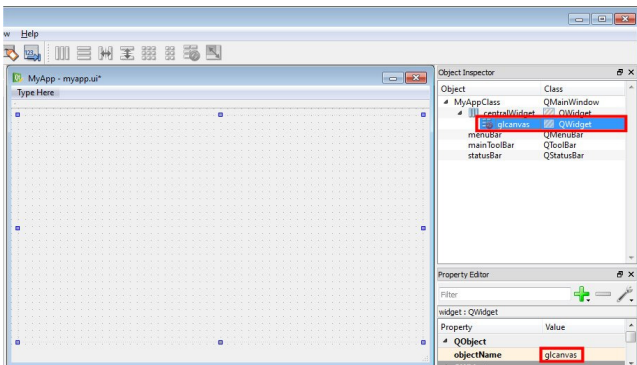 w Help
123
MyApp - myapp.ui*
Type Here
Object Inspector
Object Class
MyAppClass QMainWindow
centralWidget QWidget
glcanvas QWidget
menuBar QMenuBar
mainToolBar QToolBar
statusBar QStatusBar
Property Editor
Filter
widget : QWidget
Property Value
QObject
objectName glcanvas